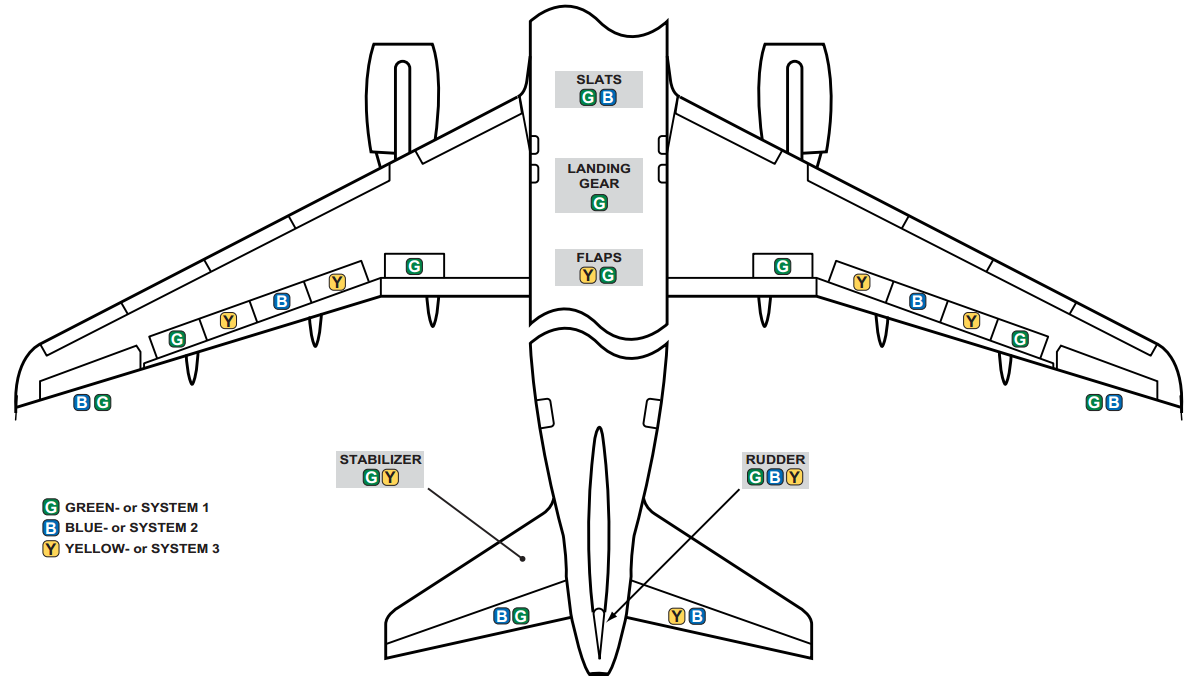 SLATS
G B
LANDING
GEAR
G
FLAPS
Y G
G
G
Y
Y
B
B
Y
Y
G
G
B G
G B
STABILIZER
G Y
RUDDER
G B Y
G GREEN- or SYSTEM 1
B BLUE- or SYSTEM 2
Y YELLOW- or SYSTEM 3
B G
Y B